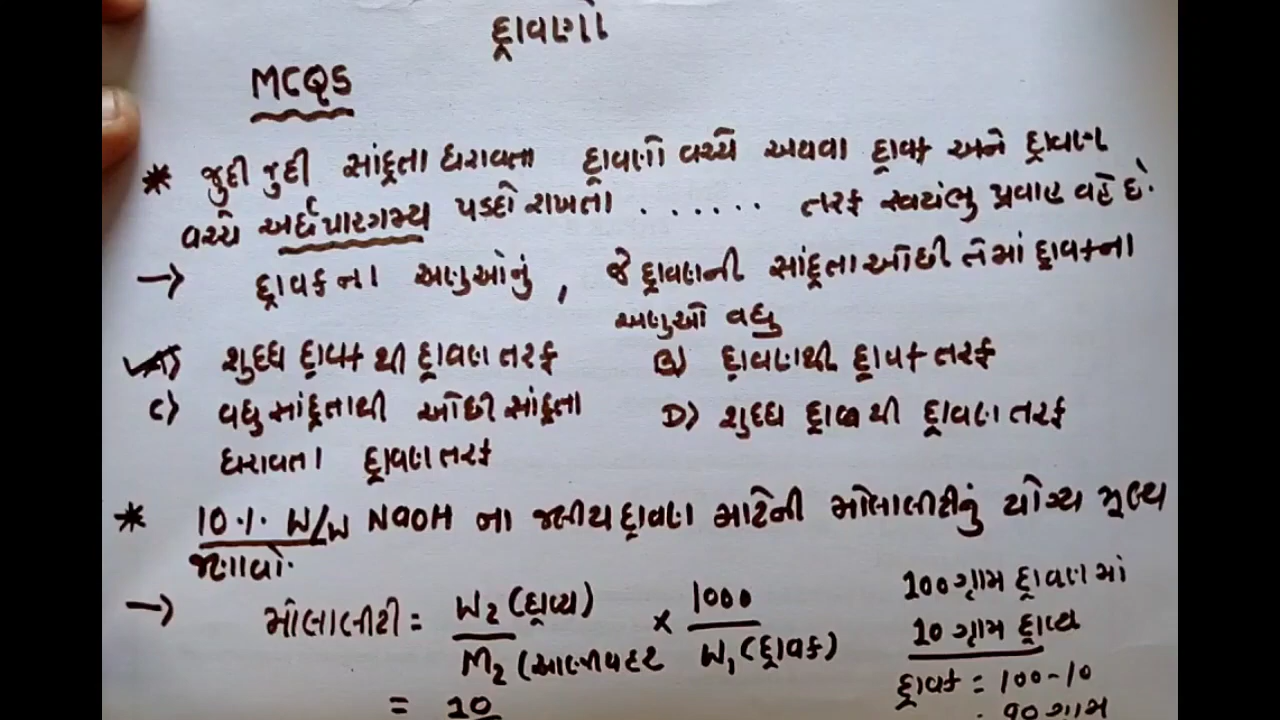 દ્રાવણો
MCQS
* જુદી જુદી સાંદ્રતા ધરાવતા દ્રાવણો વચ્ચે અથવા દ્રાવક અને દ્રાવણ
વચ્ચે અર્ધપારગમ્ય પડદો રાખતા ...... તરફ સ્વયંભુ પ્રવાહ વહે છે.
→ દ્રાવકના અણુઓનું , જે દ્રાવણની સાંદ્રતા ઓછી તેમાં દ્રાવકના
અણુઓ વધુ
A) શુદ્ધ દ્રાવક થી દ્રાવણ તરફ B) દ્રાવણથી દ્રાવક તરફ
C) વધુ સાંદ્રતાથી ઓછી સાંદ્રતા D) શુદ્ધ દ્રાવ્ય થી દ્રાવણ તરફ
ધરાવતા દ્રાવણ તરફ
* 10 ./. W/W NaOH ના જલીય દ્રાવણ માટેની મોલાલીટીનું યોગ્ય મૂલ્ય
જણાવો.
→ મોલાલીટી = W₂ (દ્રાવ્ય) / M₂ (આણ્વીયદળ × 1000 / W₁ (દ્રાવક)
100 ગ્રામ દ્રાવણ માં
10 ગ્રામ દ્રાવ્ય
દ્રાવક = 100-10
= 90 ગ્રામ
= 10